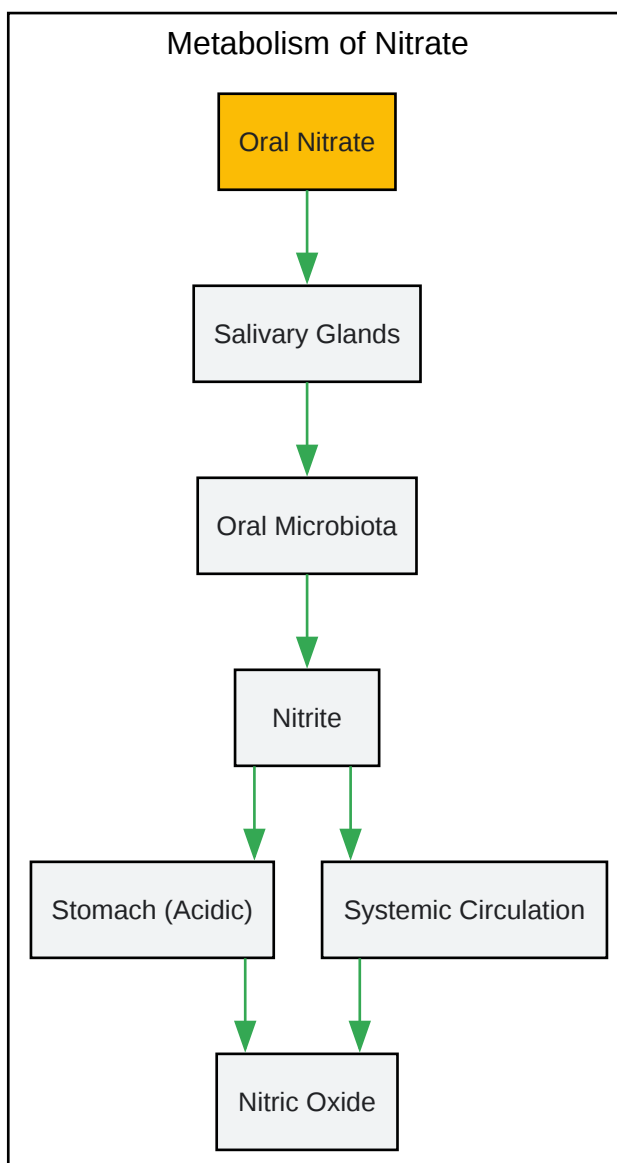 Metabolism of Nitrate
Oral Nitrate
Salivary Glands
Oral Microbiota
Nitrite
Stomach (Acidic)
Systemic Circulation
Nitric Oxide